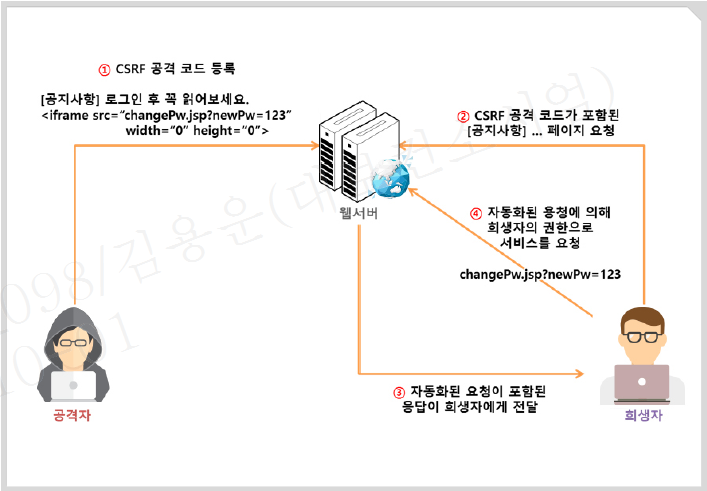 ① CSRF 공격 코드 등록
[공지사항] 로그인 후 꼭 읽어보세요.
<iframe src="changePw.jsp?newPw=123"
width="0" height="0">
② CSRF 공격 코드가 포함된
[공지사항] ... 페이지 요청
웹서버
④ 자동화된 용청에 의해
희생자의 권한으로
서비스를 요청
changePw.jsp?newPw=123
③ 자동화된 요청이 포함된
응답이 희생자에게 전달
공격자
희생자
098/김용운(대